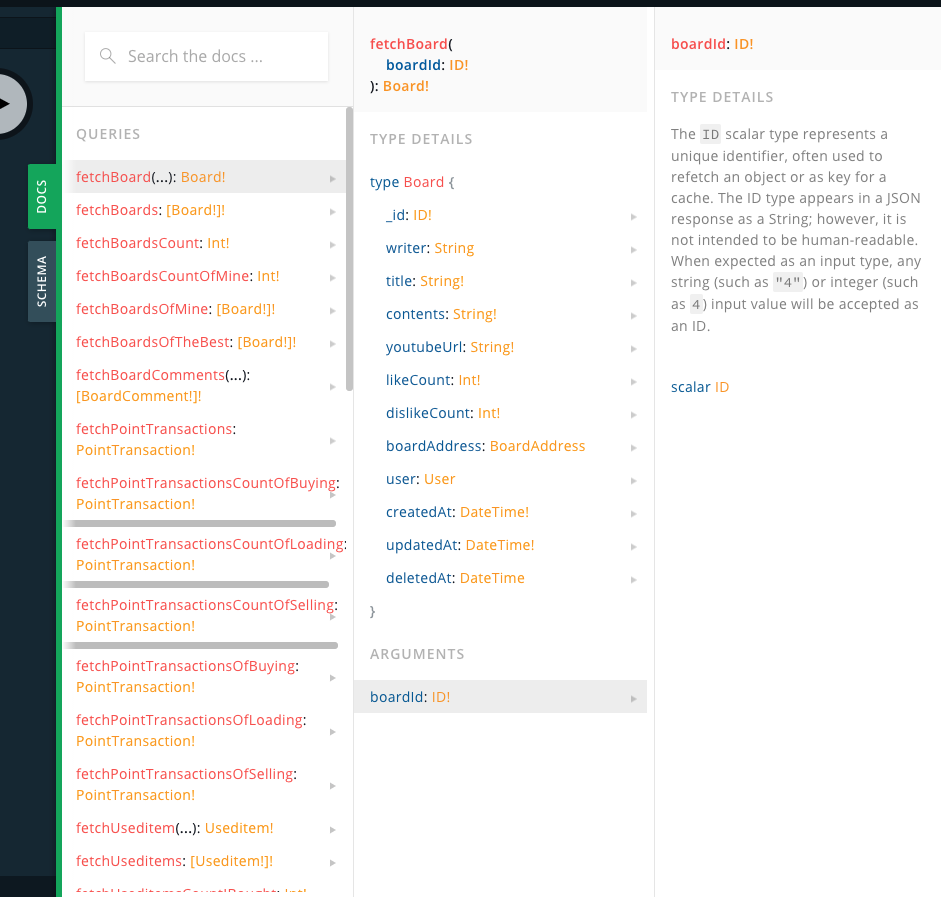 DOCS
SCHEMA
Search the docs ...
QUERIES
fetchBoard(...): Board!
fetchBoards: [Board!]!
fetchBoardsCount: Int!
fetchBoardsCountOfMine: Int!
fetchBoardsOfMine: [Board!]!
fetchBoardsOfTheBest: [Board!]!
fetchBoardComments(...):
[BoardComment!]!
fetchPointTransactions:
PointTransaction!
fetchPointTransactionsCountOfBuying:
PointTransaction!
fetchPointTransactionsCountOfLoading:
PointTransaction!
fetchPointTransactionsCountOfSelling:
PointTransaction!
fetchPointTransactionsOfBuying:
PointTransaction!
fetchPointTransactionsOfLoading:
PointTransaction!
fetchPointTransactionsOfSelling:
PointTransaction!
fetchUseditem(...): Useditem!
fetchUseditems: [Useditem!]!
fetchUseditemsCountIBought: Int!
fetchBoard(
boardId: ID!
): Board!
TYPE DETAILS
type Board {
_id: ID!
writer: String
title: String!
contents: String!
youtubeUrl: String!
likeCount: Int!
dislikeCount: Int!
boardAddress: BoardAddress
user: User
createdAt: DateTime!
updatedAt: DateTime!
deletedAt: DateTime
}
ARGUMENTS
boardId: ID!
boardId: ID!
TYPE DETAILS
The ID scalar type represents a
unique identifier, often used to
refetch an object or as key for a
cache. The ID type appears in a JSON
response as a String; however, it is
not intended to be human-readable.
When expected as an input type, any
string (such as "4") or integer (such
as 4) input value will be accepted as
an ID.
scalar ID